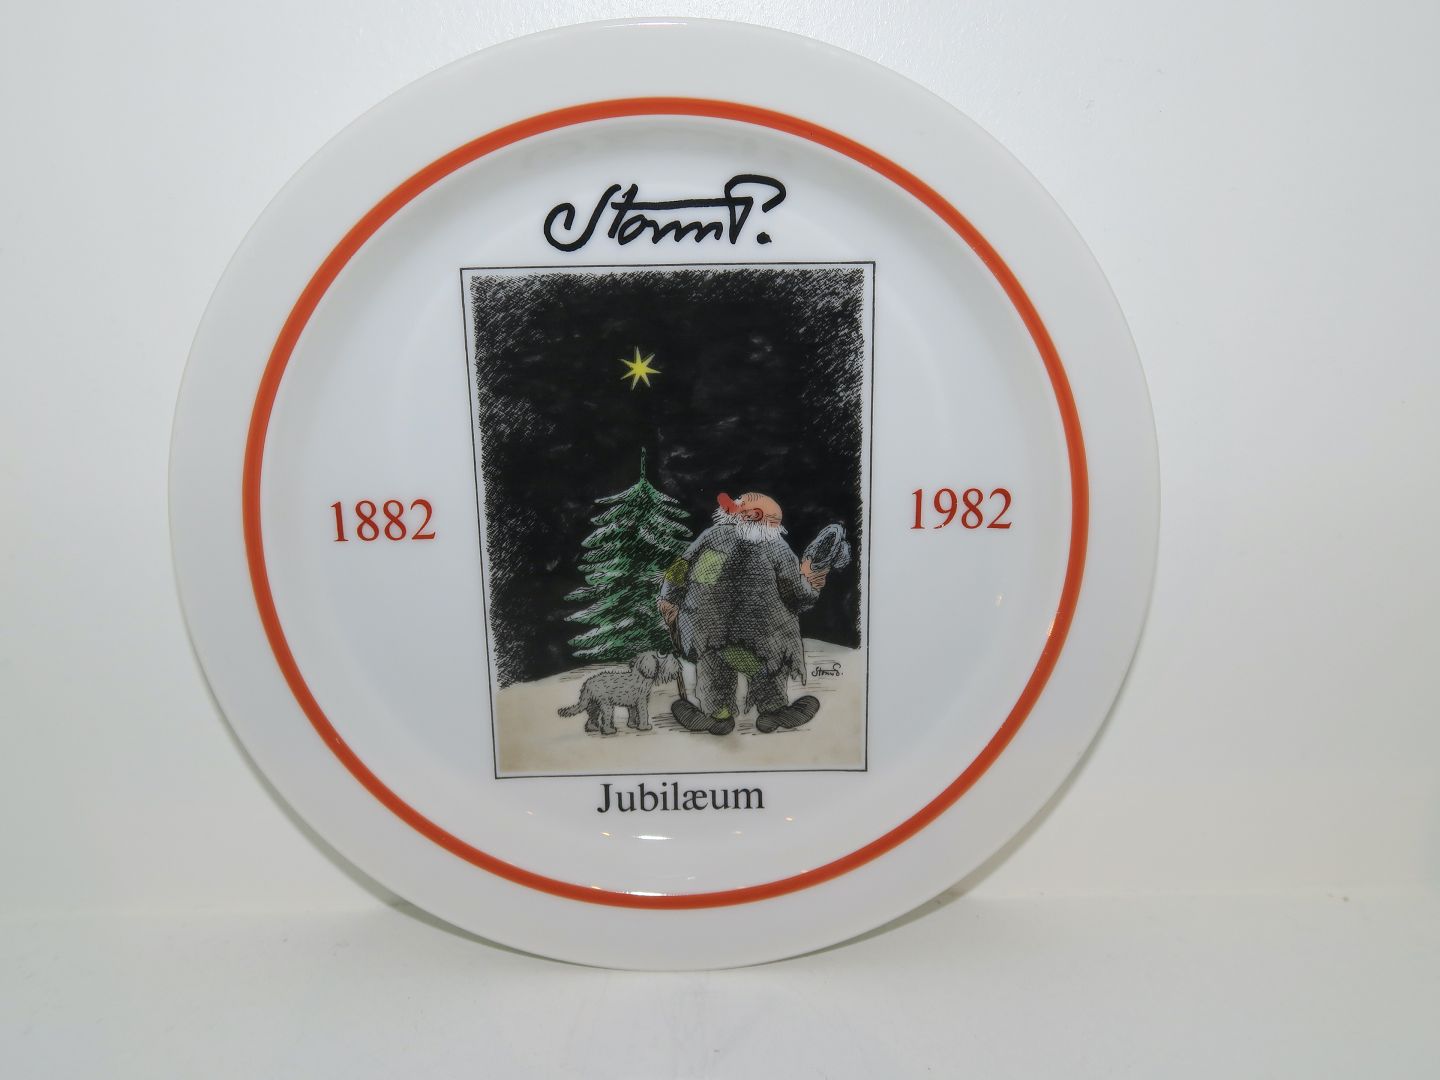 Storm P.
1882
1982
Storm P.
Jubilæum